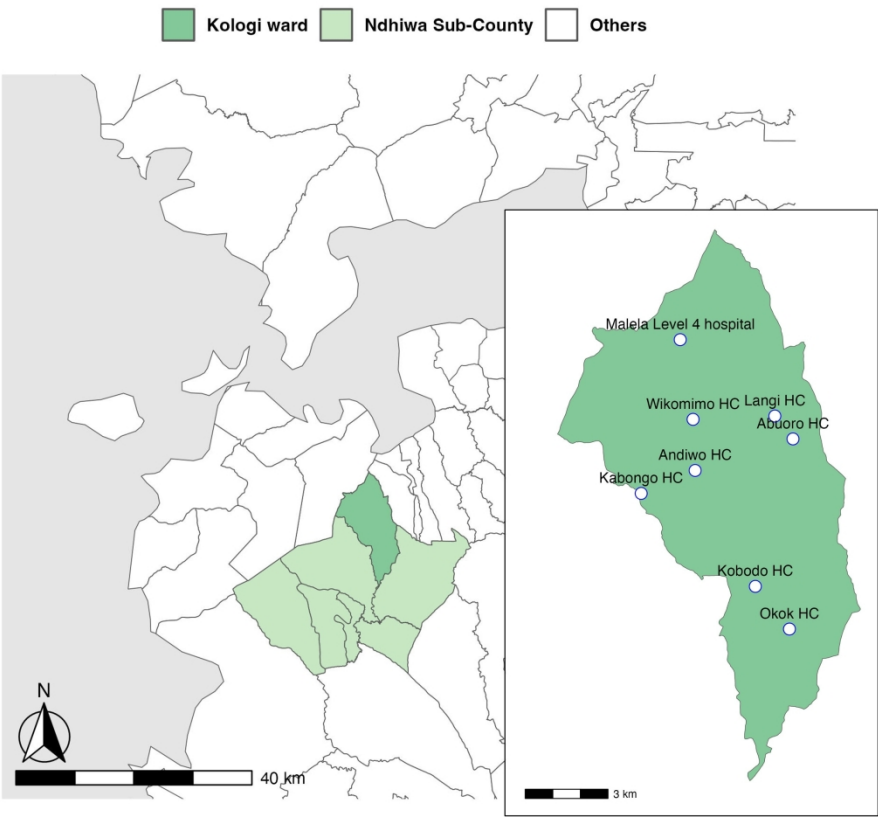 Kologi ward Ndhiwa Sub-County Others
Malela Level 4 hospital
Wikomimo HC Langi HC
Abuoro HC
Andiwo HC
Kabongo HC
Kobodo HC
Okok HC
N
40 km
3 km